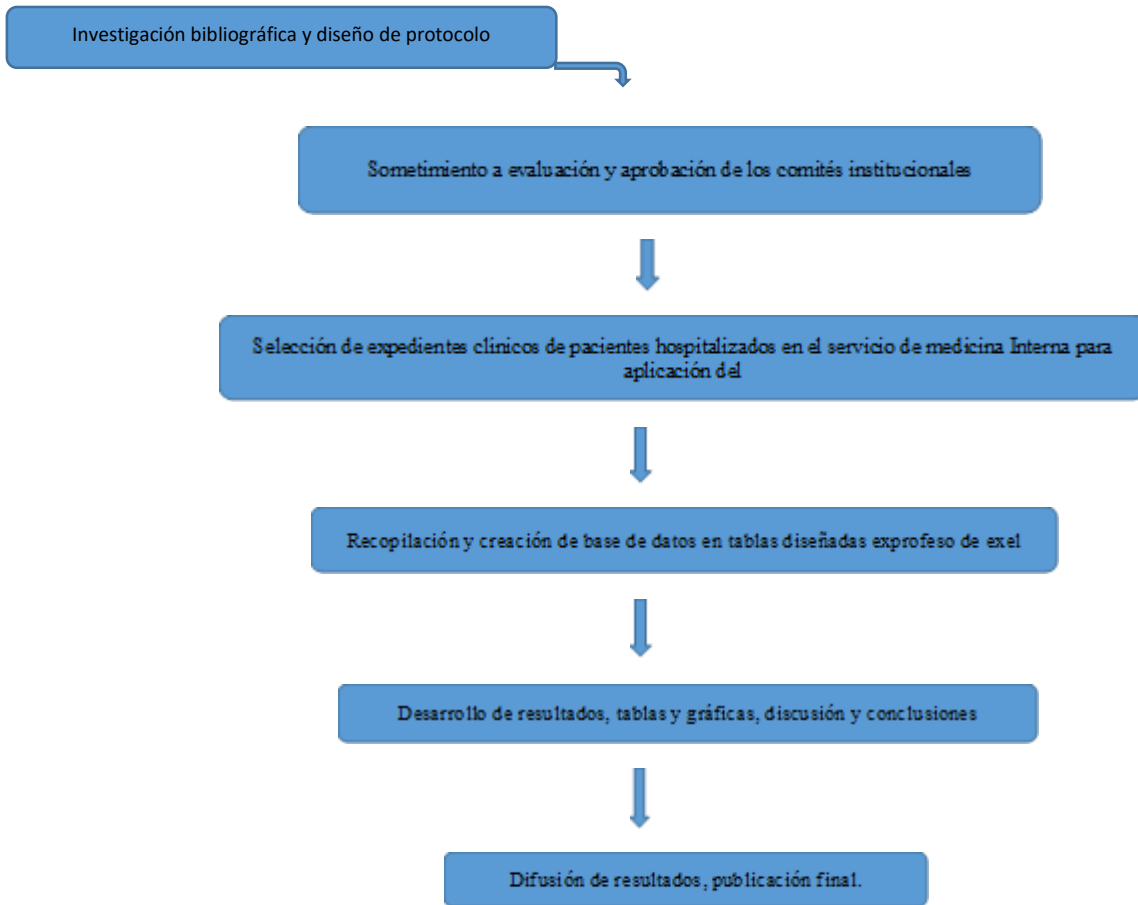 Investigación bibliográfica y diseño de protocolo
Sometimiento a evaluación y aprobación de los comités institucionales
Selección de expedientes clínicos de pacientes hospitalizados en el servicio de medicina Interna para
aplicación del
Recopilación y creación de base de datos en tablas diseñadas exprofeso de exel
Desarrollo de resultados, tablas y gráficas, discusión y conclusiones
Difusión de resultados, publicación final.